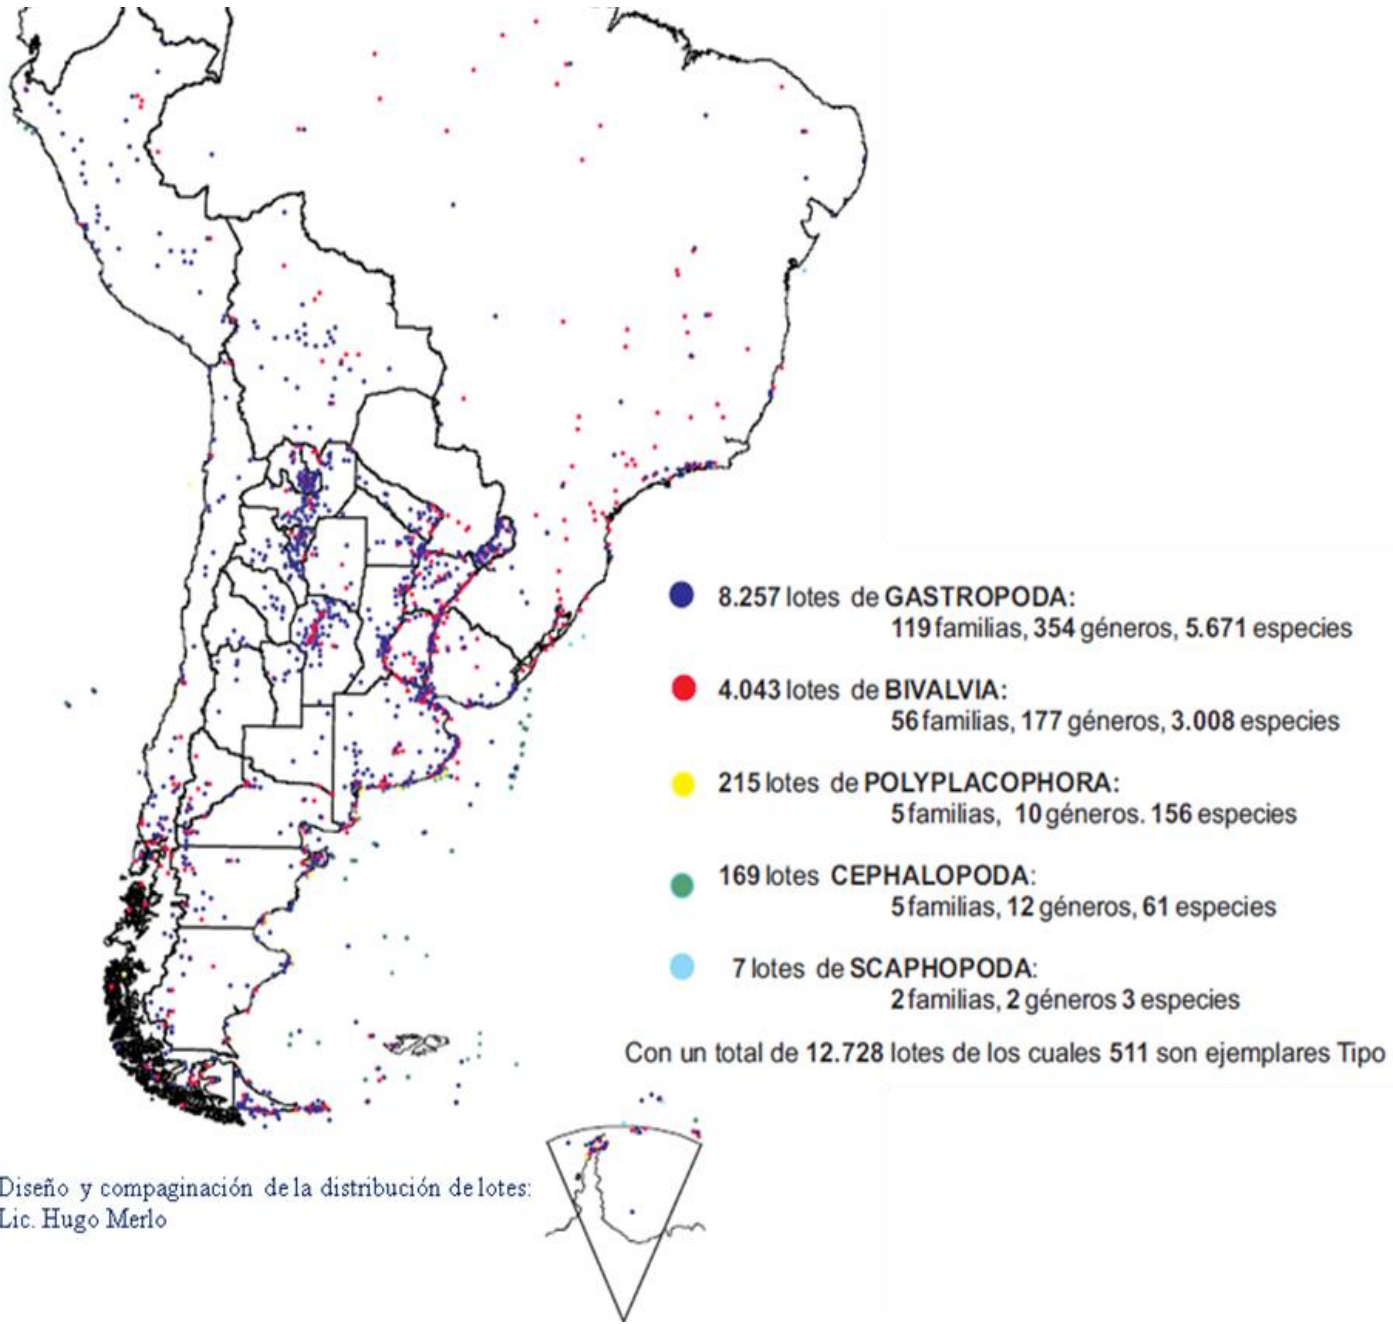 8.257 lotes de GASTROPODA:
119 familias, 354 géneros, 5.671 especies
4.043 lotes de BIVALVIA:
56 familias, 177 géneros, 3.008 especies
215 lotes de POLYPLACOPHORA:
5 familias, 10 géneros. 156 especies
169 lotes CEPHALOPODA:
5 familias, 12 géneros, 61 especies
7 lotes de SCAPHOPODA:
2 familias, 2 géneros 3 especies
Con un total de 12.728 lotes de los cuales 511 son ejemplares Tipo
Diseño y compaginación de la distribución de lotes:
Lic. Hugo Merlo